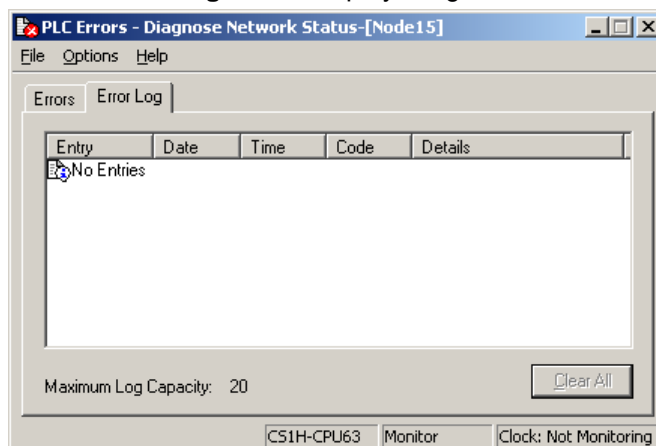 PLC Errors - Diagnose Network Status-[Node15]
File Options Help
Errors Error Log
Entry Date Time Code Details
No Entries
Maximum Log Capacity: 20 Clear All
CS1H-CPU63 Monitor Clock: Not Monitoring